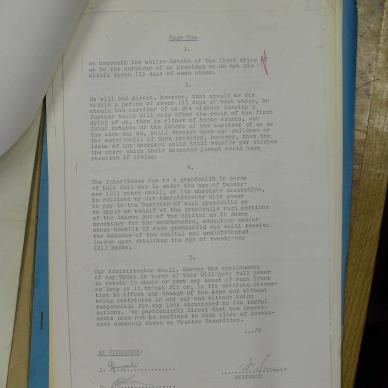 Page Two
2.
We bequeath the entire Estate of the first dying of
us to the survivor of us provided we do not die
within seven (7) days of each other.
3.
We will and direct, however, that should we die
within a period of seven (7) days of each other, or
should the survivor of us die without leaving a
further valid Will made after the death of the first
dying of us, then in either of those events, our
Joint Estates or the Estate of the survivor of us as
the case may be, shall devolve upon our children or
the survivor(s) of them provided, however, that the
issue of any deceased child shall receive per stirpes
the share which their deceased parent would have
received if living.
4.
The inheritance due to a grandchild in terms
of this Will who is under the age of twenty-
one (21) years shall, in its absolute discretion,
be retained by our Administrator with power
to pay to the Guardian of such grandchild or
to apply on behalf of the grandchild such portions
of the income and of the capital as it deems
necessary for the maintenance, education and/or
other benefit of such grandchild who shall receive
the balance of the capital and undistributed
income upon attaining the age of twenty-one
(21) years.
5.
Our Administrator shall, during the continuance
of any Trust in terms of this Will have full power
to retain in whole or part any asset of such Trust
so long as it thinks fit or, in its absolute discre-
tion to effect any change of the same and without
being restricted in any way and without being
responsible for any loss occasioned by its lawful
actions. We particularly direct that the invest-
ments need not be confined to that class of invest-
ment commonly known as Trustee Securities.
AS WITNESSES:
1.
TESTATOR
2.